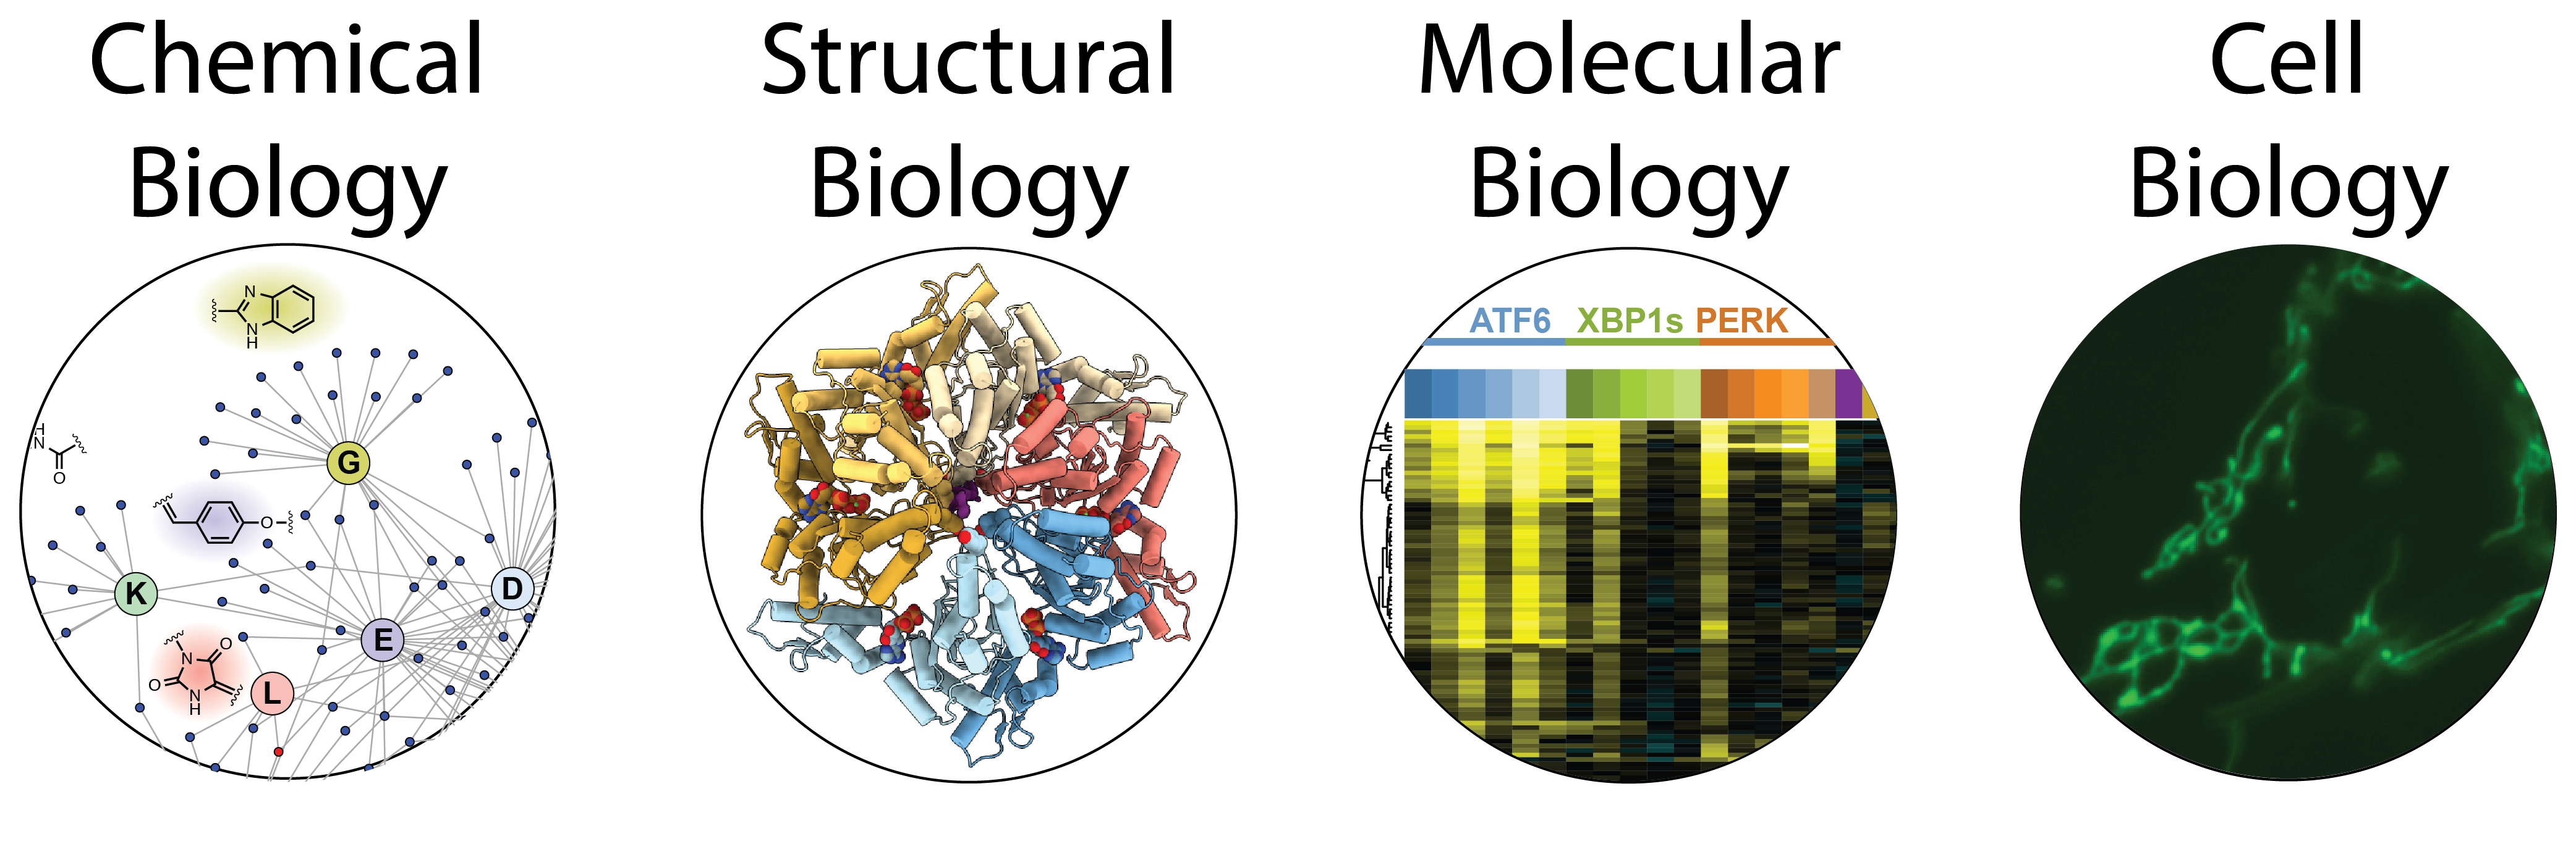 Chemical
Biology
Structural
Biology
Molecular
Biology
Cell
Biology
N
N
H
H
N
O
G
O
K
D
E
N
O
O
N
H
L
ATF6 XBP1s PERK